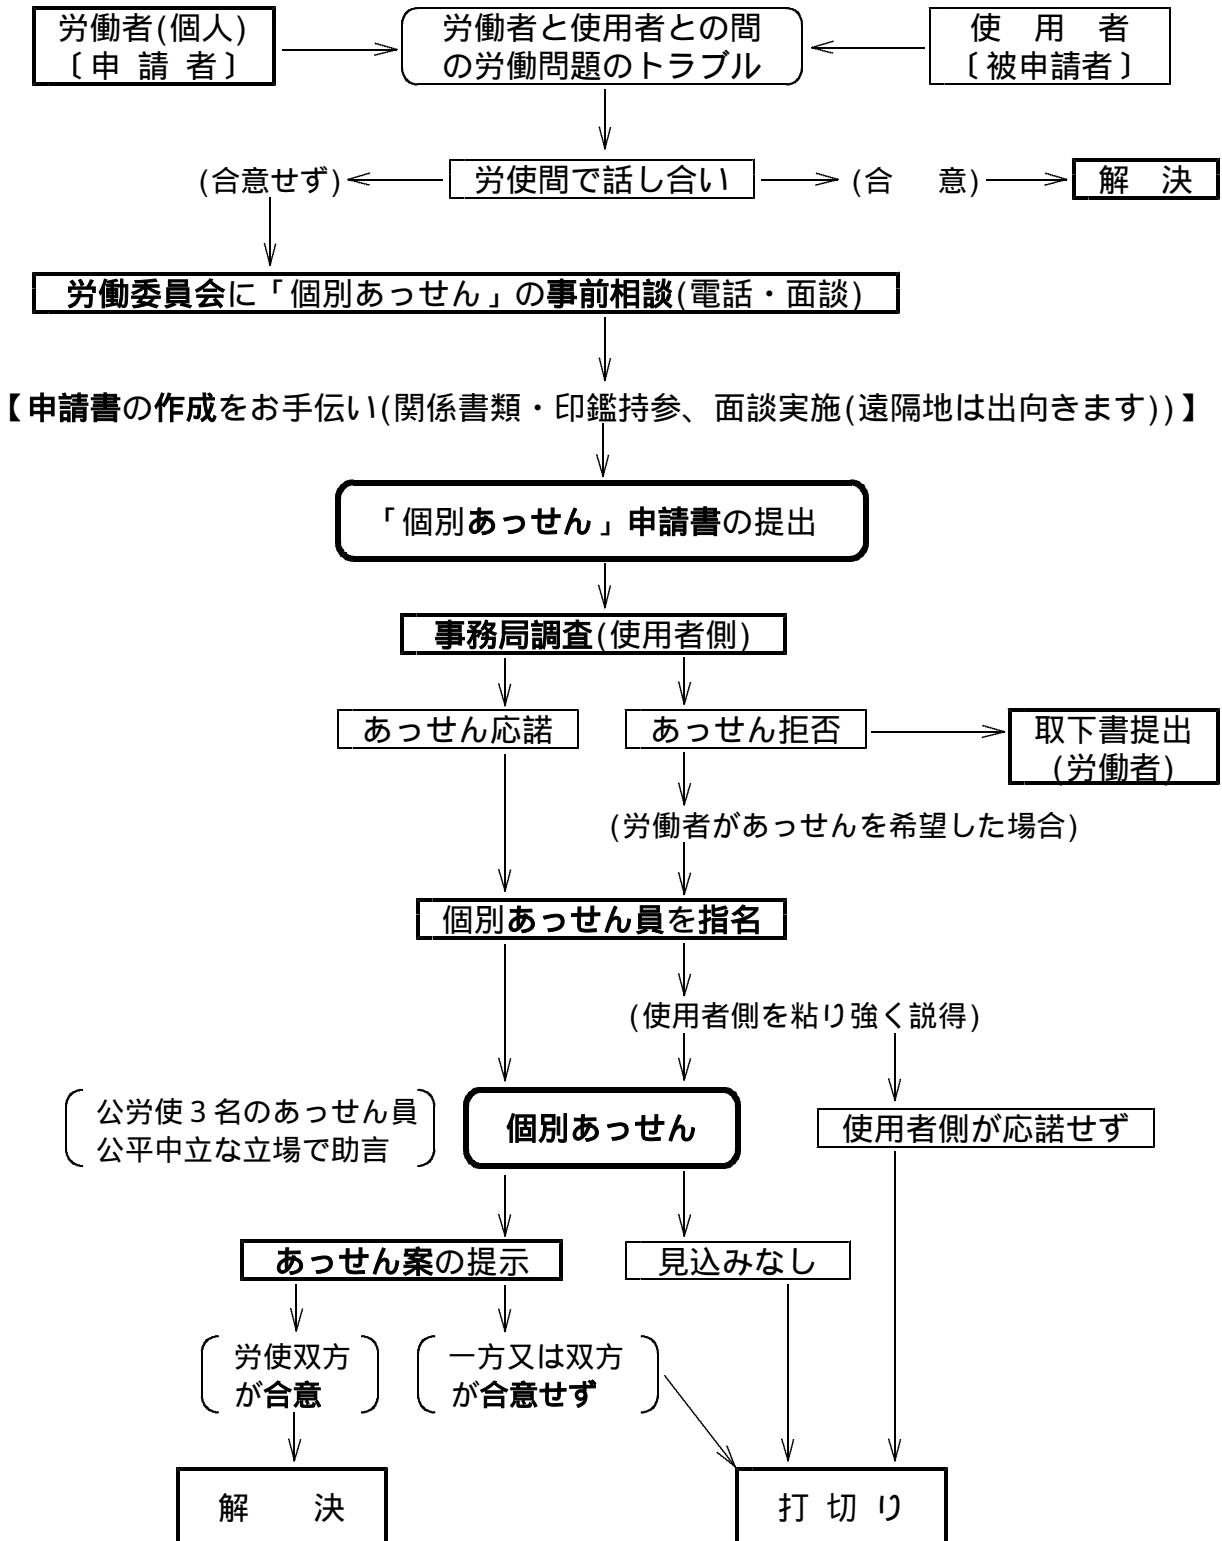 労働者(個人)
〔申 請 者〕
労働者と使用者との間
の労働問題のトラブル
使 用 者
〔被申請者〕
(合意せず)
労使間で話し合い
(合 意)
解 決
労働委員会に「個別あっせん」の事前相談(電話・面談)
【申請書の作成をお手伝い(関係書類・印鑑持参、面談実施(遠隔地は出向きます))】
「個別あっせん」申請書の提出
事務局調査(使用者側)
あっせん応諾
あっせん拒否
取下書提出
(労働者)
(労働者があっせんを希望した場合)
個別あっせん員を指名
(使用者側を粘り強く説得)
公労使3名のあっせん員
公平中立な立場で助言
個別あっせん
使用者側が応諾せず
あっせん案の提示
見込みなし
労使双方
が合意
一方又は双方
が合意せず
解 決
打 切 り